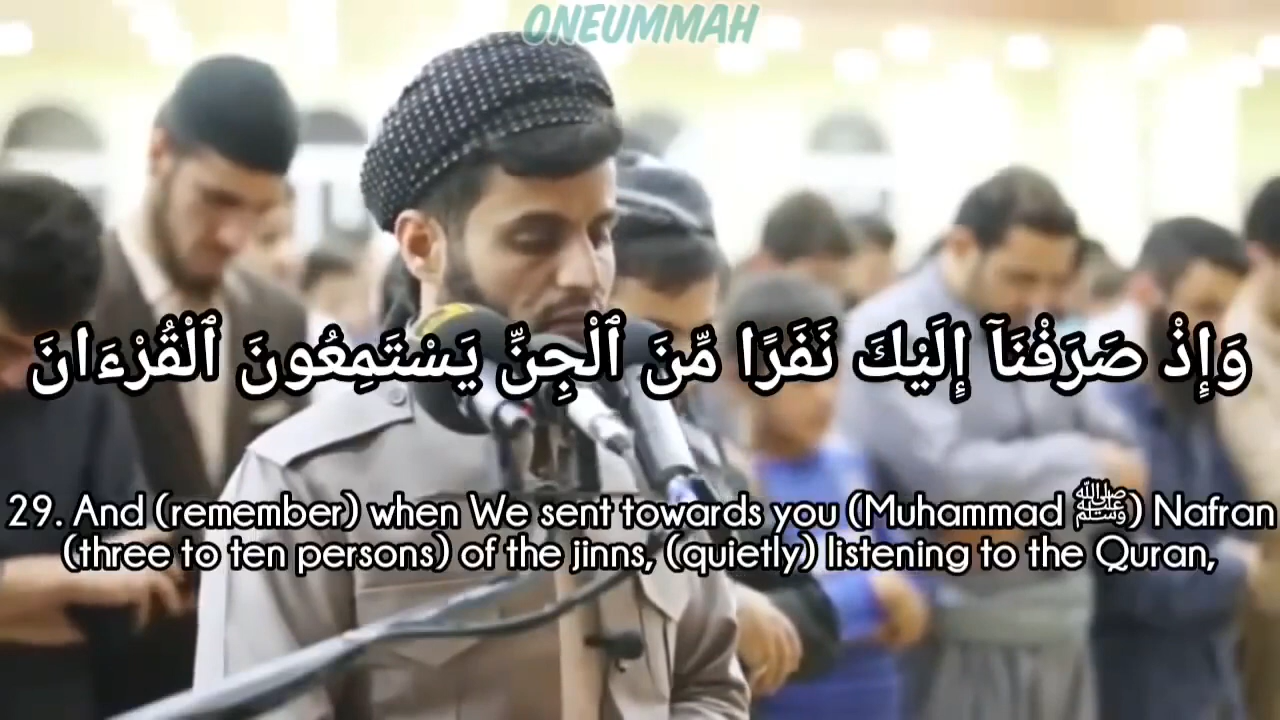 ONEUMMAH
وَإِذْ صَرَفْنَآ إِلَيْكَ نَفَرًا مِّنَ ٱلْجِنِّ يَسْتَمِعُونَ ٱلْقُرْءَانَ
29. And (remember) when We sent towards you (Muhammad ﷺ) Nafran
(three to ten persons) of the jinns, (quietly) listening to the Quran,